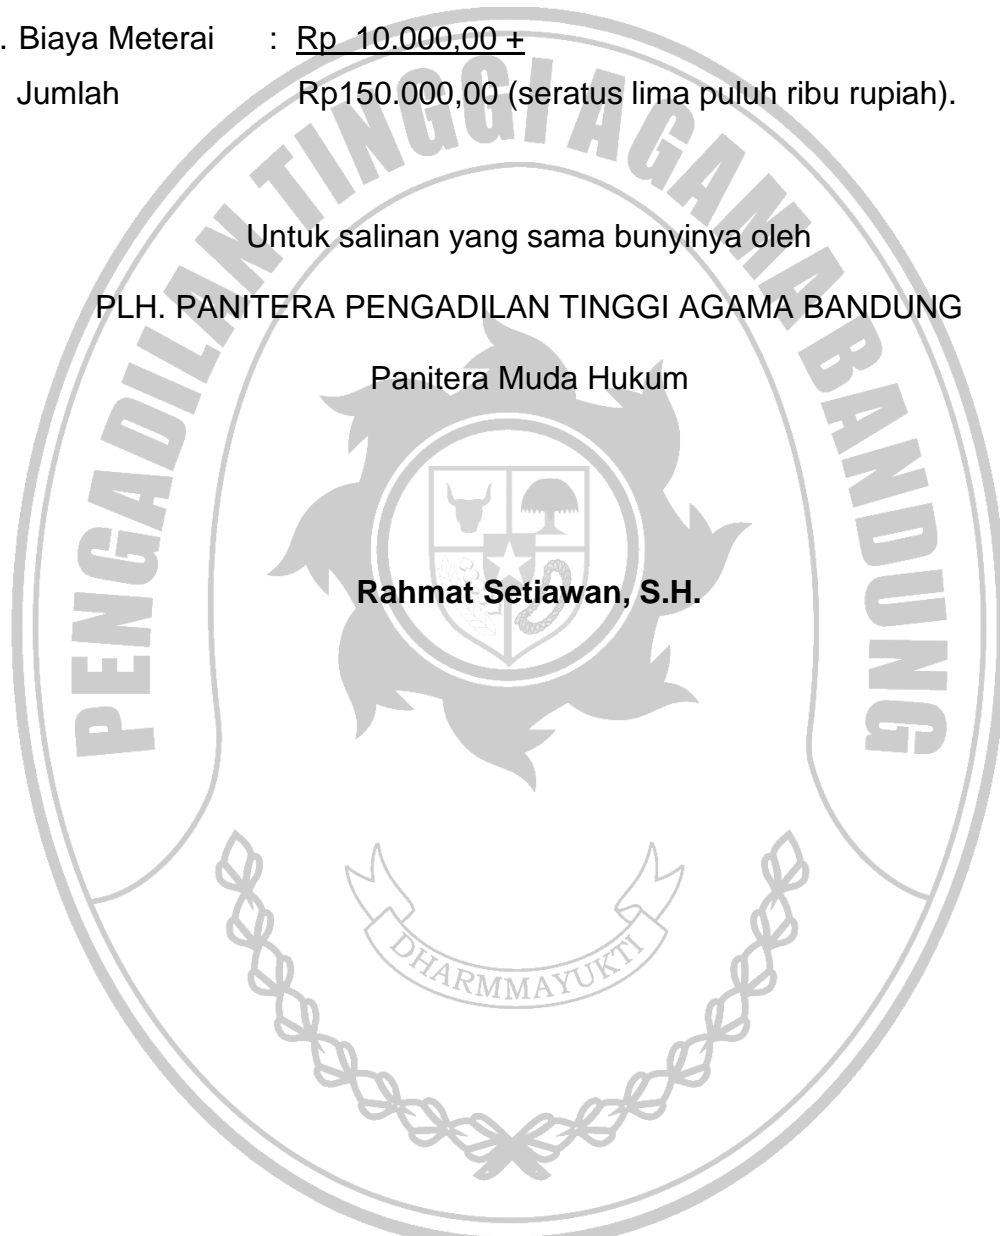 . Biaya Meterai : Rp 10.000,00 +
Jumlah Rp150.000,00 (seratus lima puluh ribu rupiah).
Untuk salinan yang sama bunyinya oleh
PLH. PANITERA PENGADILAN TINGGI AGAMA BANDUNG
Panitera Muda Hukum
Rahmat Setiawan, S.H.
PENGADILAN TINGGI AGAMA BANDUNG
DHARMMAYUKTI